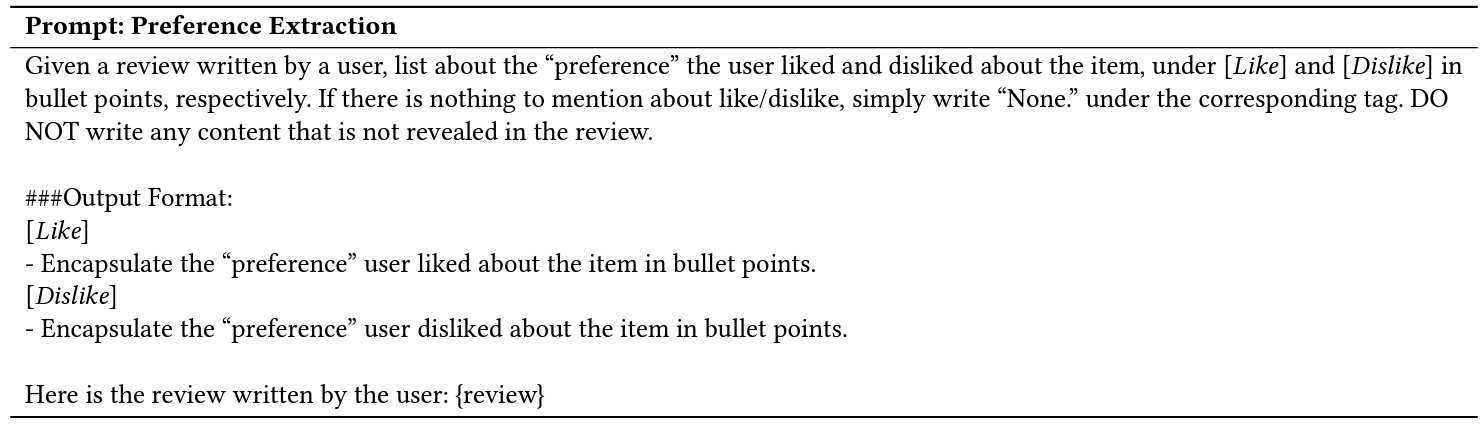 Prompt: Preference Extraction
Given a review written by a user, list about the “preference” the user liked and disliked about the item, under [Like] and [Dislike] in
bullet points, respectively. If there is nothing to mention about like/dislike, simply write “None.” under the corresponding tag. DO
NOT write any content that is not revealed in the review.
###Output Format:
[Like]
- Encapsulate the “preference” user liked about the item in bullet points.
[Dislike]
- Encapsulate the “preference” user disliked about the item in bullet points.
Here is the review written by the user: {review}